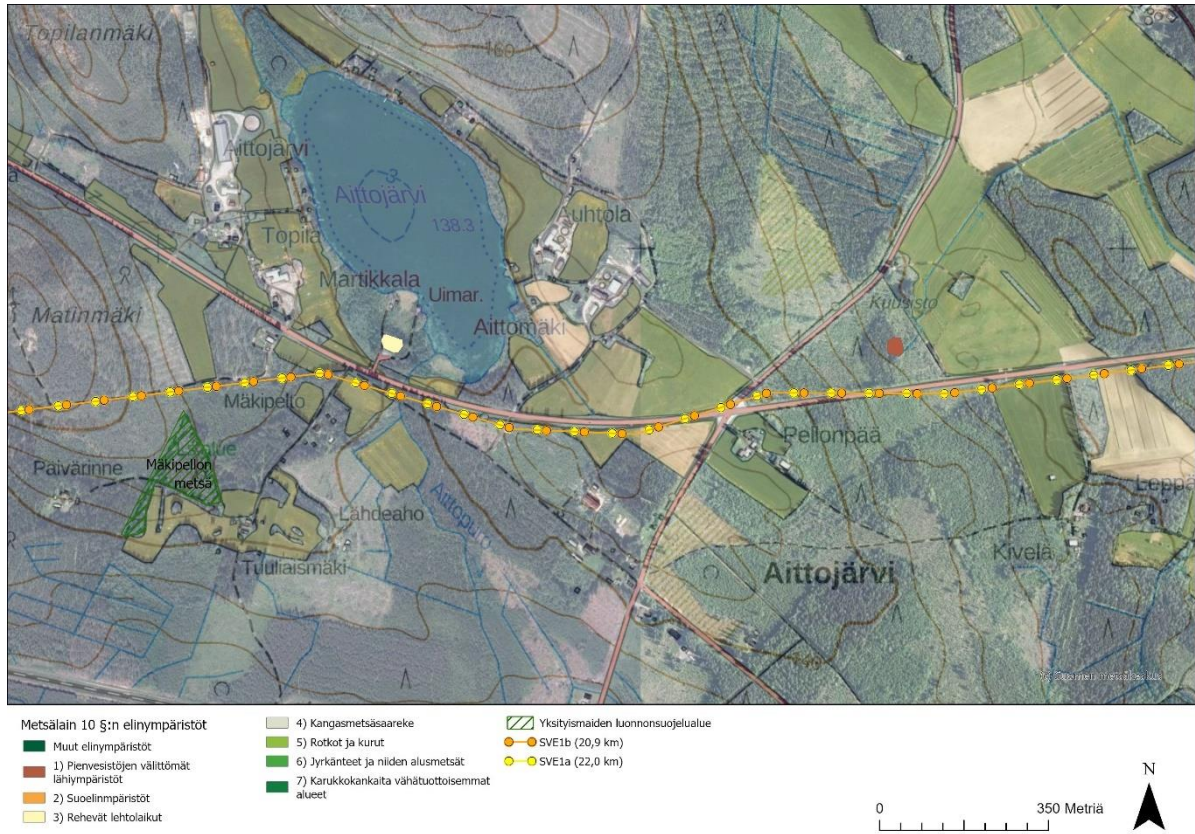 Topilanmäki
160
Aittojärvi
Aittojärvi
3
138.3
Auhtola
Topila
Martikkala
Uimar.
Aittomäki
Matinmäki
Kuusisto
Mäkipelto
Pellonpää
Päivärinne
Mäkipellon
metsä
Aittopuro
Lähdeaho
Leppä
Kivelä
Tuuliaismäki
Aittojärvi
Metsälain 10 §:n elinympäristöt
Muut elinympäristöt
1) Pienvesistöjen välittömät
lähiympäristöt
2) Suoelinmpäristöt
3) Rehevät lehtolaikut
4) Kangasmetsäsaareke
5) Rotkot ja kurut
6) Jyrkänteet ja niiden alusmetsät
7) Karukkokankaita vähätuottoisemmat
alueet
Yksityismaiden luonnonsuojelualue
SVE1b (20,9 km)
SVE1a (22,0 km)
0
350 Metriä
N